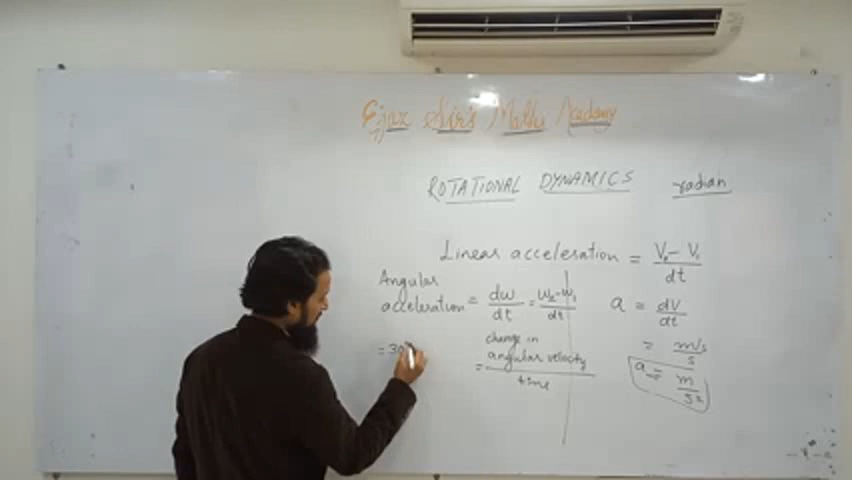 Ejaz Sir's Maths Academy
ROTATIONAL DYNAMICS radian
Linear acceleration = V₂ - V₁ / dt
Angular acceleration = dw / dt = w₂ - w₁ / dt
a = dV / dt
= m/s / s
a = m / s²
= change in angular velocity / time